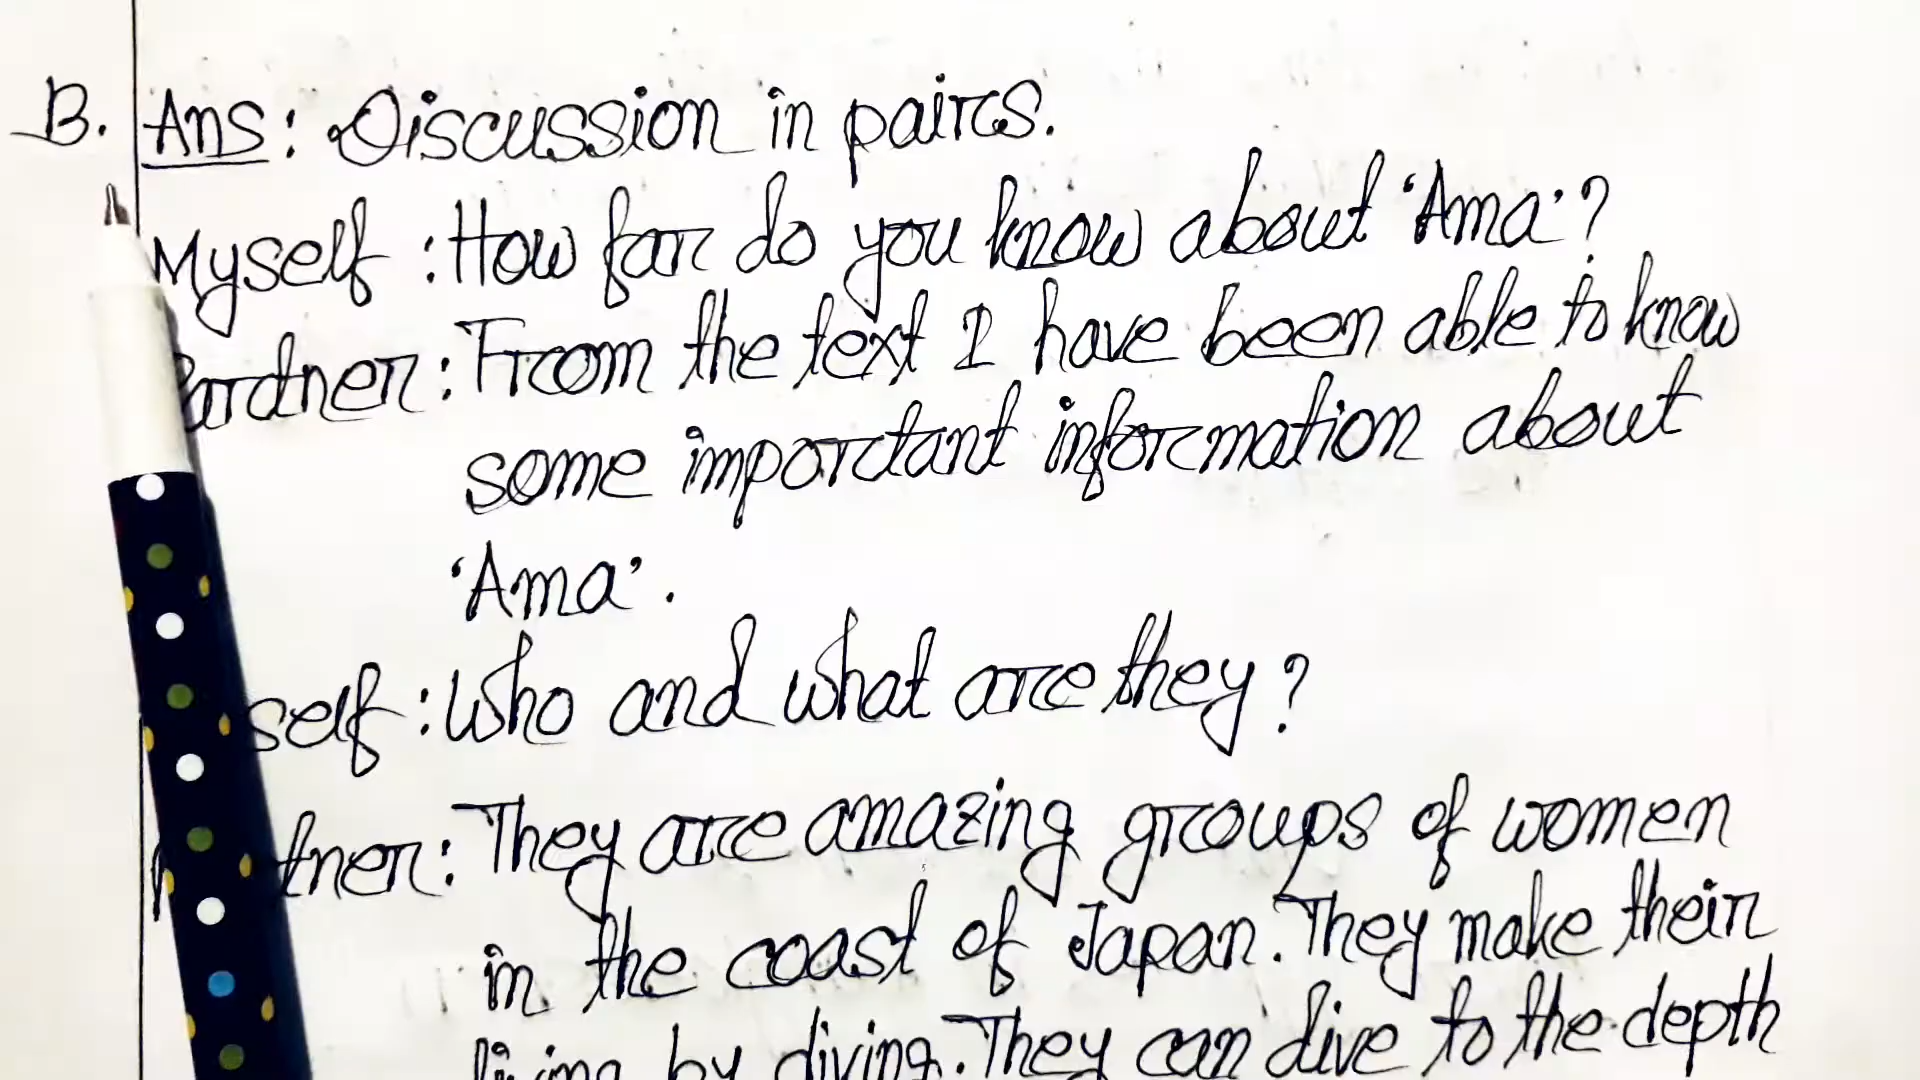 B. Ans: Discussion in pairs.
Myself : How far do you know about 'Ama'?
Partner : From the text I have been able to know
some important information about
'Ama'.
self : Who and what are they?
tner : They are amazing groups of women
in the coast of Japan. They make their
living by diving. They can dive to the depth